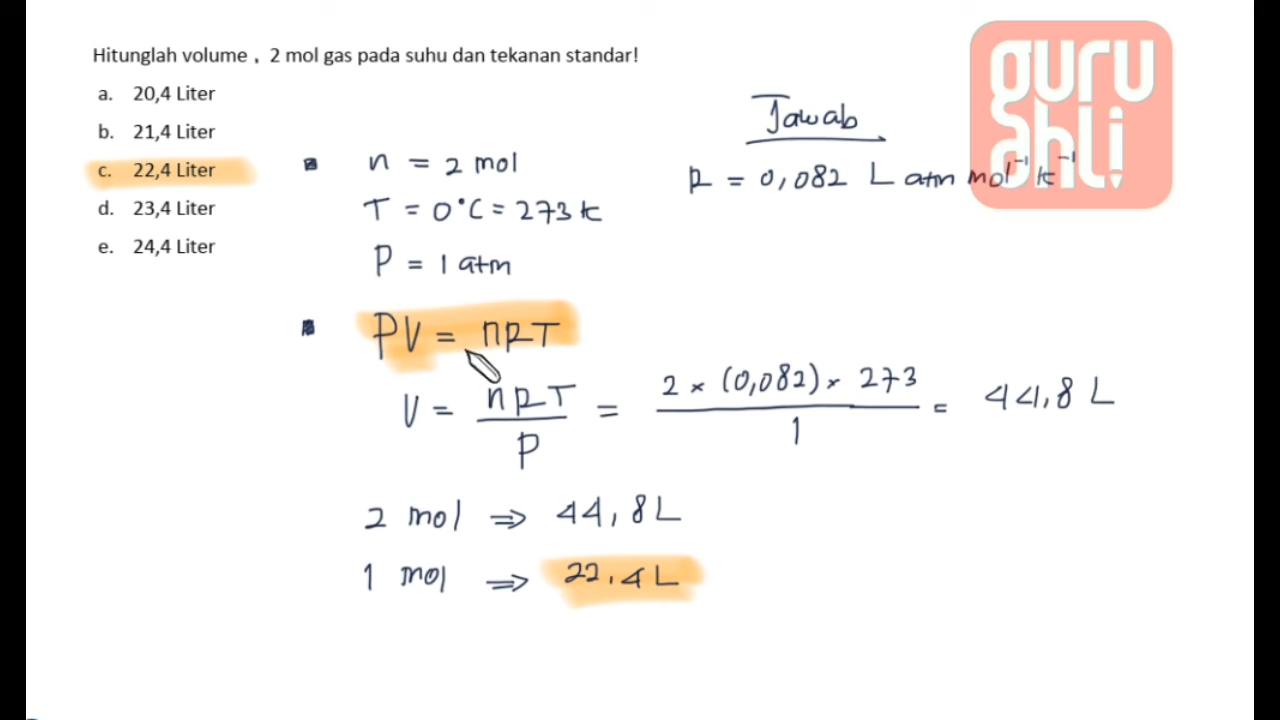 Hitunglah volume , 2 mol gas pada suhu dan tekanan standar!
a. 20,4 Liter
b. 21,4 Liter
c. 22,4 Liter
d. 23,4 Liter
e. 24,4 Liter
n = 2 mol
T = 0°C = 273 K
P = 1 atm
Jawab
R = 0,082 L atm mol⁻¹ K⁻¹
guru
ahli
PV = nRT
V = nRT / P = 2 × (0,082) × 273 / 1 = 44,8 L
2 mol ⇒ 44,8 L
1 mol ⇒ 22,4 L